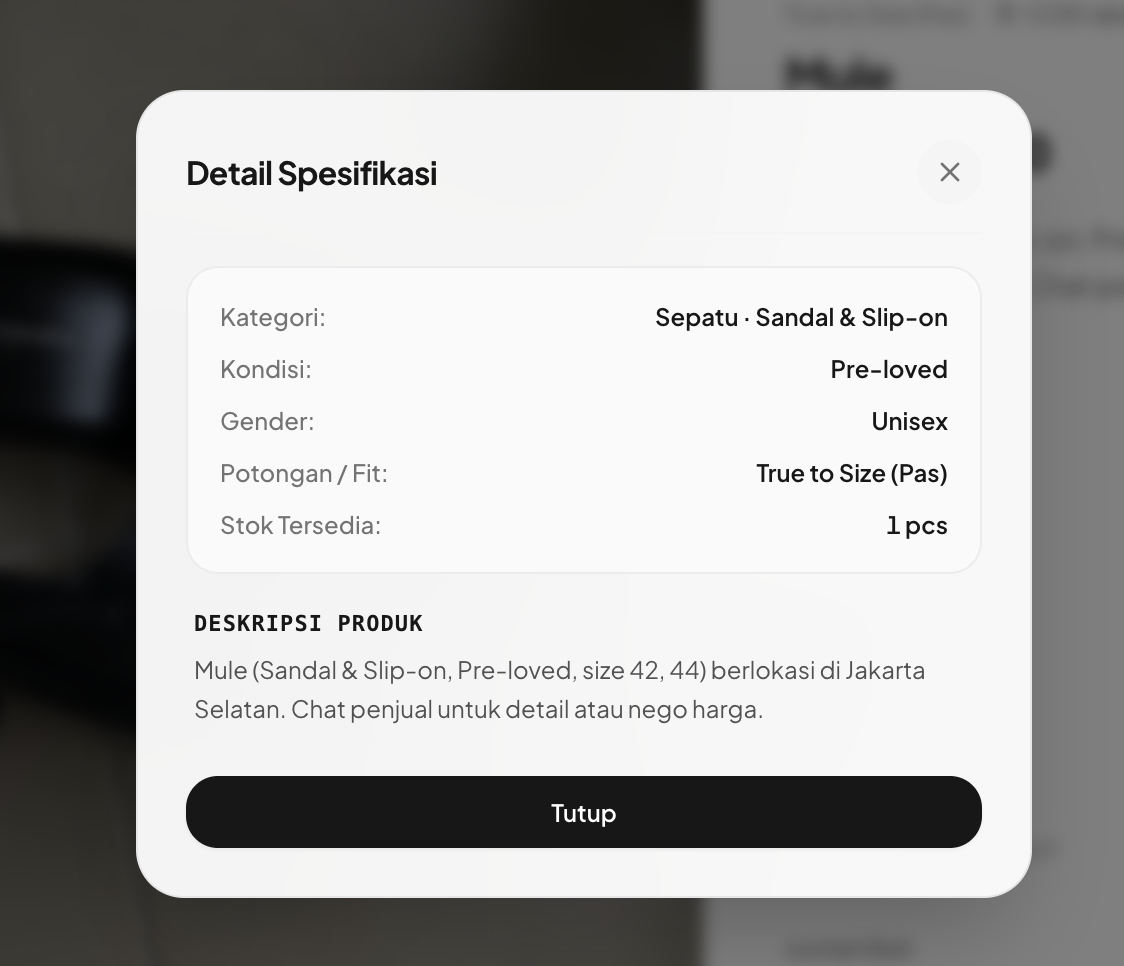 Mule
Detail Spesifikasi
Kategori: Sepatu · Sandal & Slip-on
Kondisi: Pre-loved
Gender: Unisex
Potongan / Fit: True to Size (Pas)
Stok Tersedia: 1 pcs
DESKRIPSI PRODUK
Mule (Sandal & Slip-on, Pre-loved, size 42, 44) berlokasi di Jakarta
Selatan. Chat penjual untuk detail atau nego harga.
Tutup